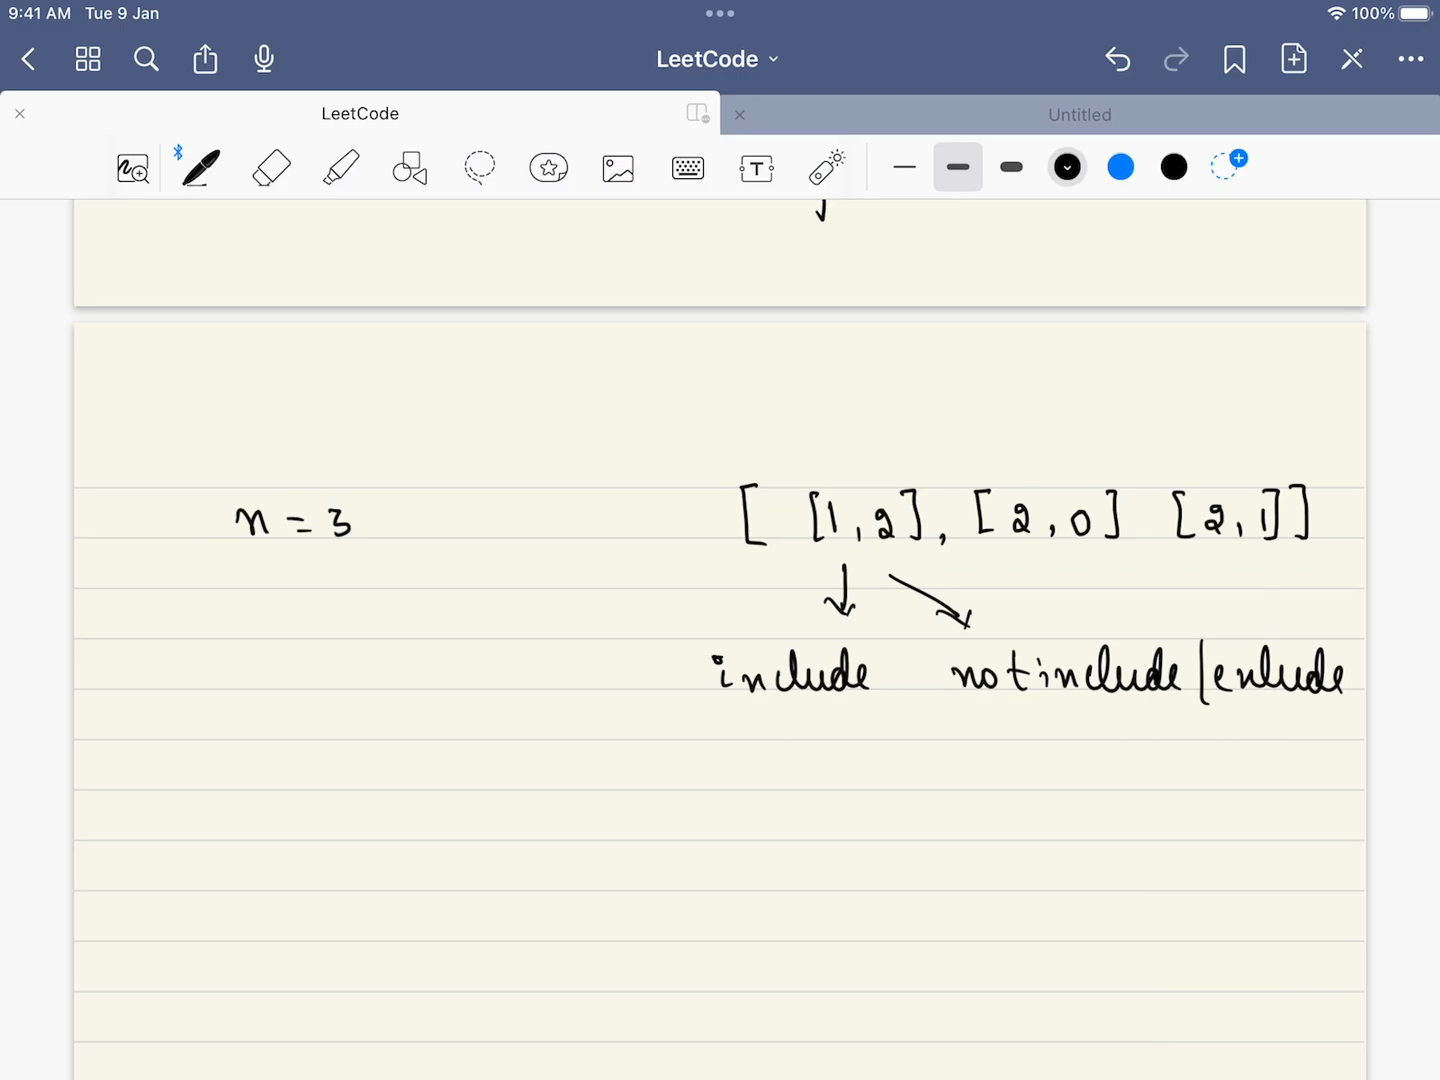 9:41 AM Tue 9 Jan
100%
LeetCode
LeetCode
Untitled
T
n = 3
[ [1,2], [2,0] [2,1]]
include not include | enlude